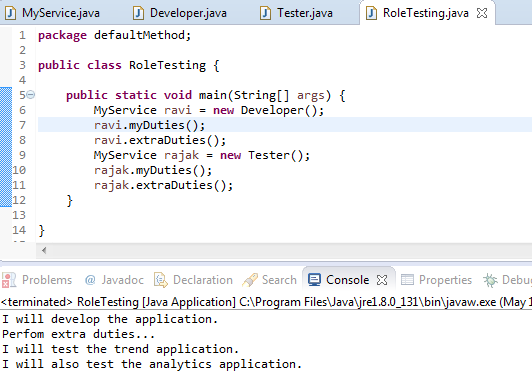 MyService.java Developer.java Tester.java RoleTesting.java
1 package defaultMethod;
2
3 public class RoleTesting {
4
5 public static void main(String[] args) {
6 MyService ravi = new Developer();
7 ravi.myDuties();
8 ravi.extraDuties();
9 MyService rajak = new Tester();
10 rajak.myDuties();
11 rajak.extraDuties();
12 }
13
14 }
Problems @ Javadoc Declaration Search Console Properties Debu
<terminated> RoleTesting [Java Application] C:\Program Files\Java\jre1.8.0_131\bin\javaw.exe (May 1
I will develop the application.
Perfom extra duties...
I will test the trend application.
I will also test the analytics application.